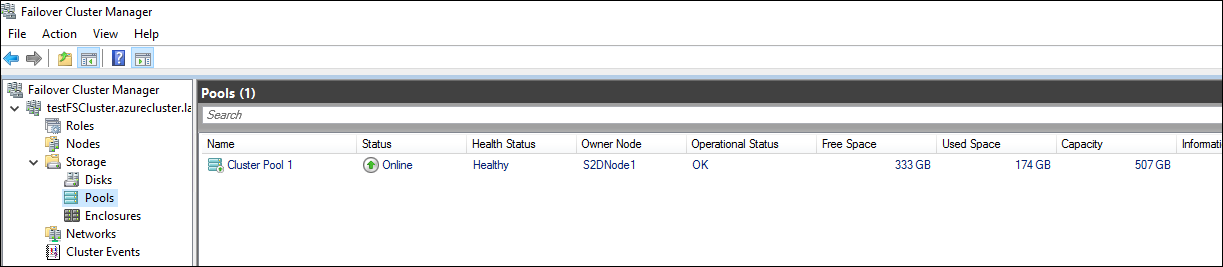 Failover Cluster Manager
File Action View Help
Failover Cluster Manager
testFSCluster.azurecluster.la
Roles
Nodes
Storage
Disks
Pools
Enclosures
Networks
Cluster Events
Pools (1)
Search
Name Status Health Status Owner Node Operational Status Free Space Used Space Capacity Informati
Cluster Pool 1 Online Healthy S2DNode1 OK 333 GB 174 GB 507 GB